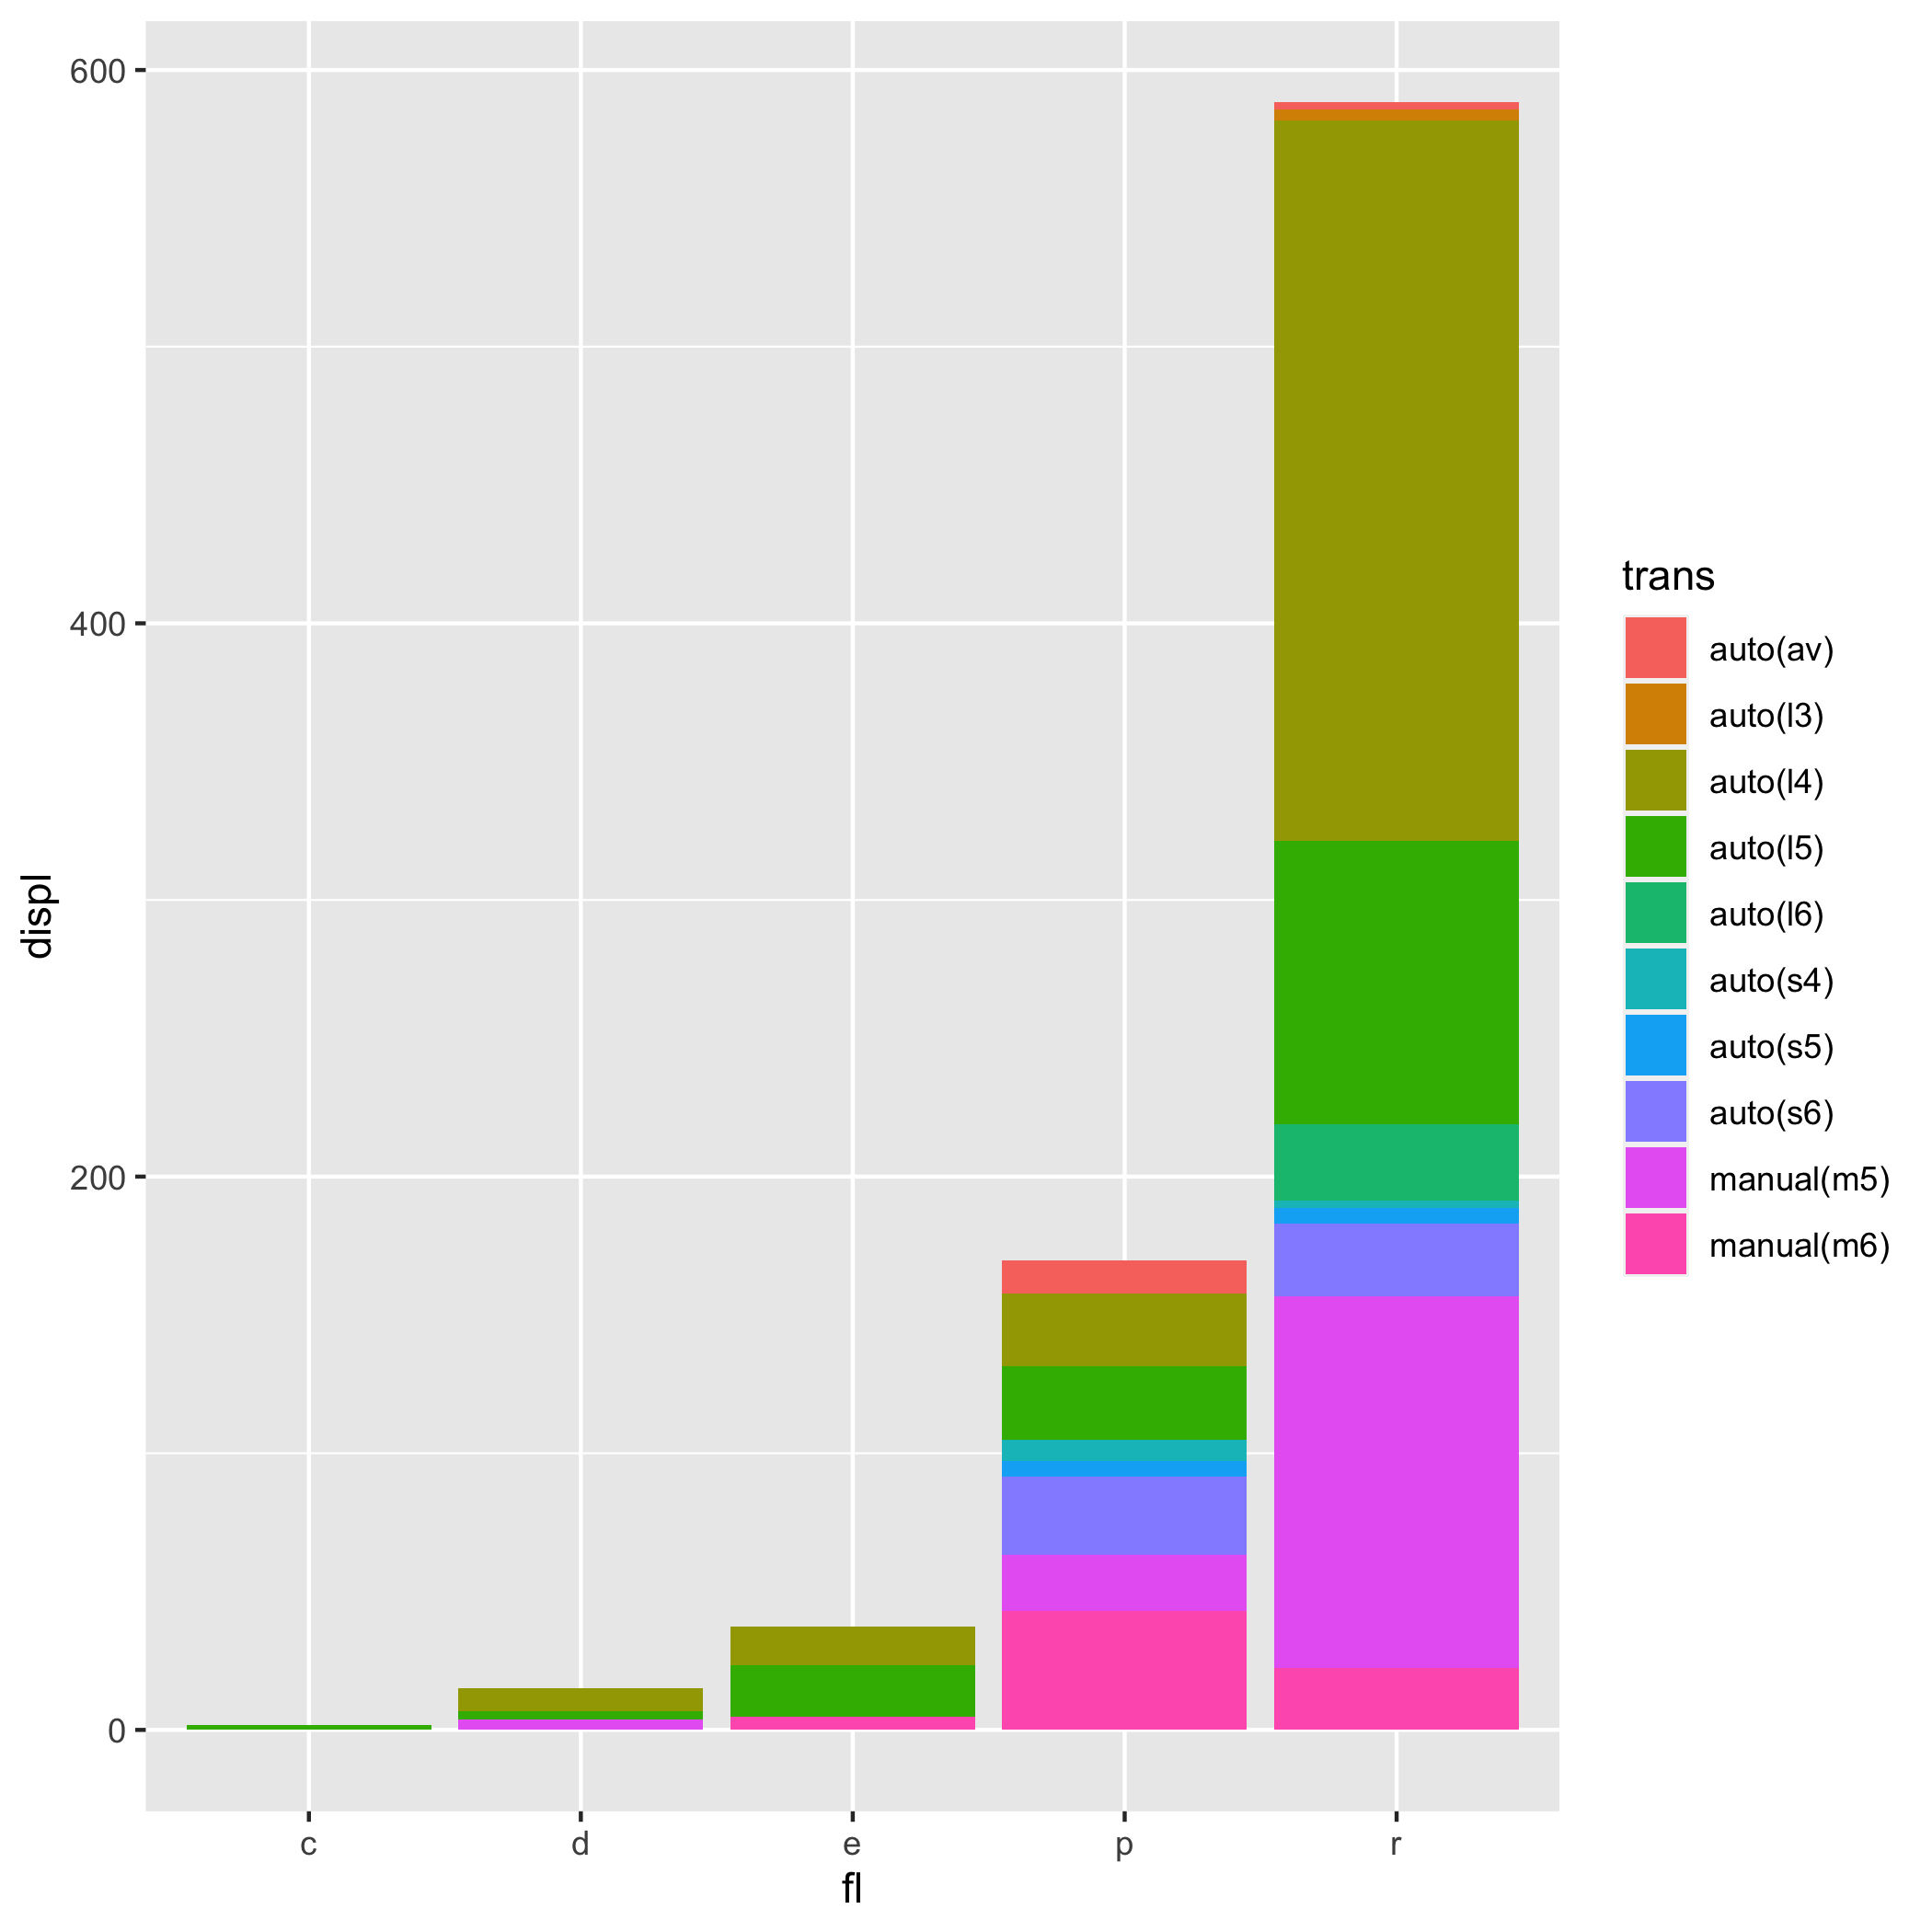 600
400
200
0
displ
c d e p r
fl
trans
auto(av)
auto(l3)
auto(l4)
auto(l5)
auto(l6)
auto(s4)
auto(s5)
auto(s6)
manual(m5)
manual(m6)